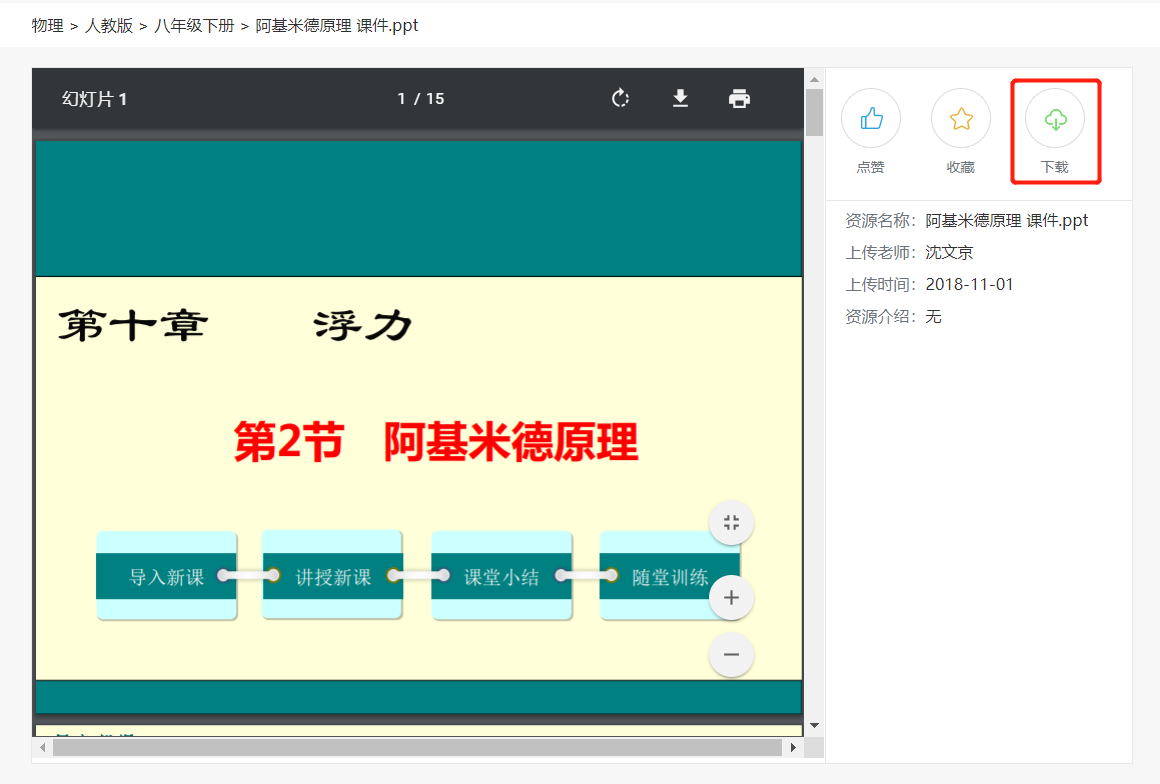 物理 > 人教版 > 八年级下册 > 阿基米德原理 课件.ppt
幻灯片 1
1 / 15
第十章 浮力
第2节 阿基米德原理
导入新课
讲授新课
课堂小结
随堂训练
点赞
收藏
下载
资源名称： 阿基米德原理 课件.ppt
上传老师： 沈文京
上传时间： 2018-11-01
资源介绍： 无